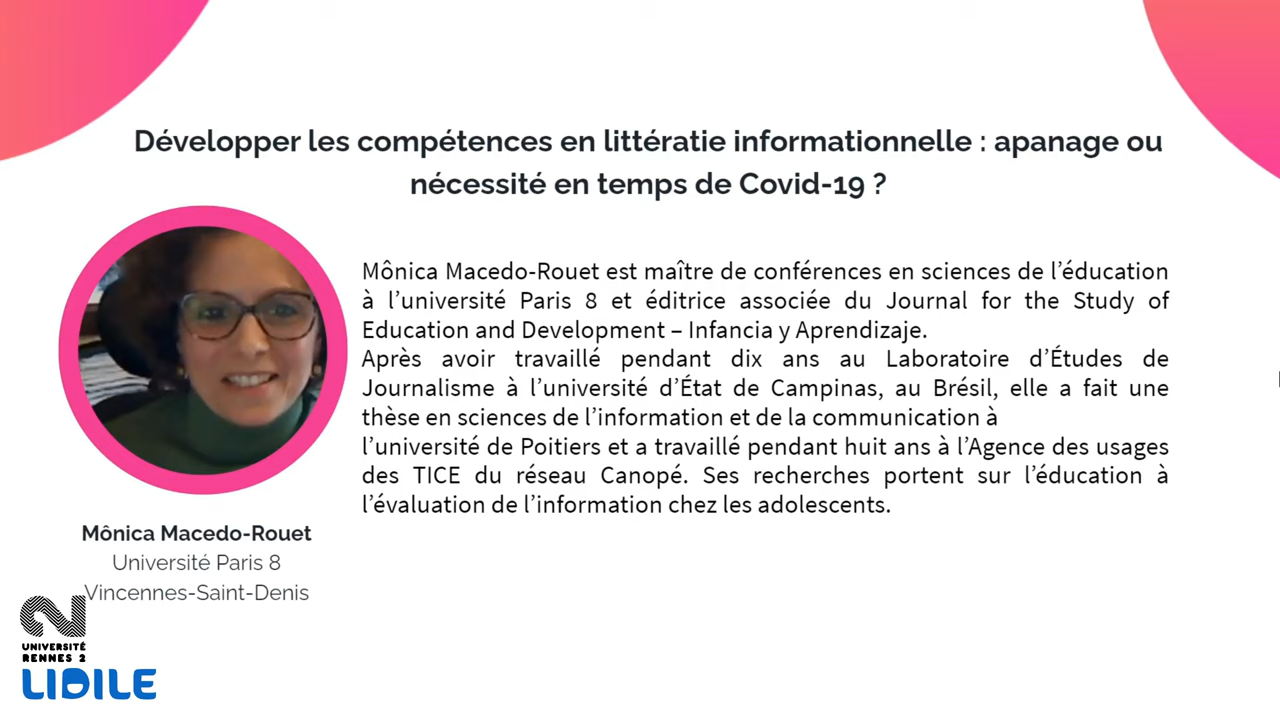 Développer les compétences en littératie informationnelle : apanage ou
nécessité en temps de Covid-19 ?
Mônica Macedo-Rouet est maître de conférences en sciences de l’éducation
à l’université Paris 8 et éditrice associée du Journal for the Study of
Education and Development – Infancia y Aprendizaje.
Après avoir travaillé pendant dix ans au Laboratoire d’Études de
Journalisme à l’université d’État de Campinas, au Brésil, elle a fait une
thèse en sciences de l’information et de la communication à
l’université de Poitiers et a travaillé pendant huit ans à l’Agence des usages
des TICE du réseau Canopé. Ses recherches portent sur l’éducation à
l’évaluation de l’information chez les adolescents.
Mônica Macedo-Rouet
Université Paris 8
Vincennes-Saint-Denis
UNIVERSITÉ
RENNES 2
LIDILE